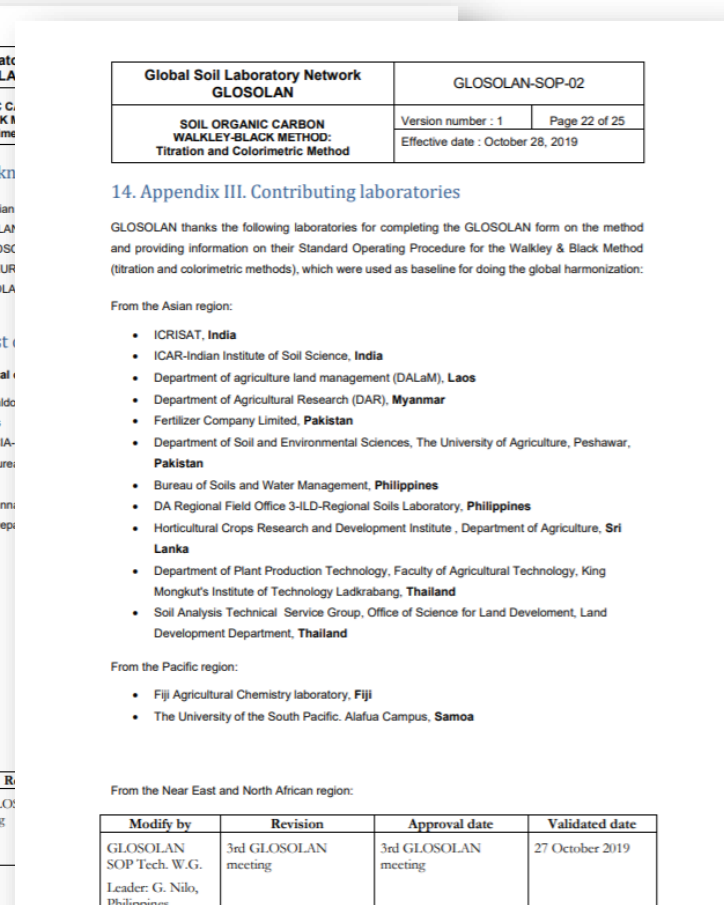 Global Soil Laboratory Network
GLOSOLAN
GLOSOLAN-SOP-02
SOIL ORGANIC CARBON
WALKLEY-BLACK METHOD:
Titration and Colorimetric Method
Version number : 1
Page 22 of 25
Effective date : October 28, 2019
14. Appendix III. Contributing laboratories
GLOSOLAN thanks the following laboratories for completing the GLOSOLAN form on the method
and providing information on their Standard Operating Procedure for the Walkley & Black Method
(titration and colorimetric methods), which were used as baseline for doing the global harmonization:
From the Asian region:
• ICRISAT, India
• ICAR-Indian Institute of Soil Science, India
• Department of agriculture land management (DALaM), Laos
• Department of Agricultural Research (DAR), Myanmar
• Fertilizer Company Limited, Pakistan
• Department of Soil and Environmental Sciences, The University of Agriculture, Peshawar,
Pakistan
• Bureau of Soils and Water Management, Philippines
• DA Regional Field Office 3-ILD-Regional Soils Laboratory, Philippines
• Horticultural Crops Research and Development Institute , Department of Agriculture, Sri
Lanka
• Department of Plant Production Technology, Faculty of Agricultural Technology, King
Mongkut's Institute of Technology Ladkrabang, Thailand
• Soil Analysis Technical Service Group, Office of Science for Land Develoment, Land
Development Department, Thailand
From the Pacific region:
• Fiji Agricultural Chemistry laboratory, Fiji
• The University of the South Pacific. Alafua Campus, Samoa
From the Near East and North African region:
Modify by
Revision
Approval date
Validated date
GLOSOLAN
SOP Tech. W.G.
3rd GLOSOLAN
meeting
3rd GLOSOLAN
meeting
27 October 2019
Leader: G. Nilo,
Philippines